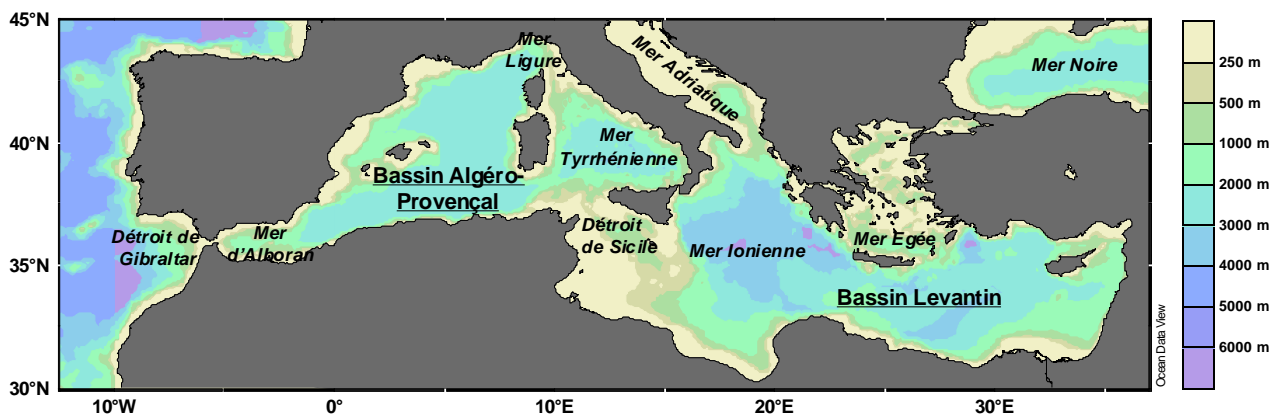 45°N
40°N
35°N
30°N
10°W
0°
10°E
20°E
30°E
Mer
Ligure
Mer Adriatique
Mer Noire
Mer
Tyrrhénienne
Bassin Algéro-
Provençal
Détroit de
Gibraltar
Mer
d'Alboran
Détroit
de Sicile
Mer Ionienne
Mer Egée
Bassin Levantin
Ocean Data View
250 m
500 m
1000 m
2000 m
3000 m
4000 m
5000 m
6000 m